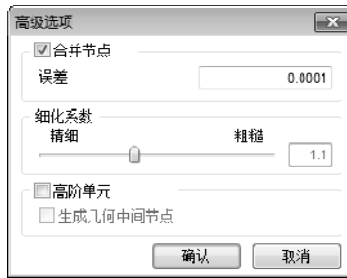 高级选项
合并节点
误差 0.0001
细化系数
精细 粗糙
1.1
高阶单元
生成几何中间节点
确认 取消